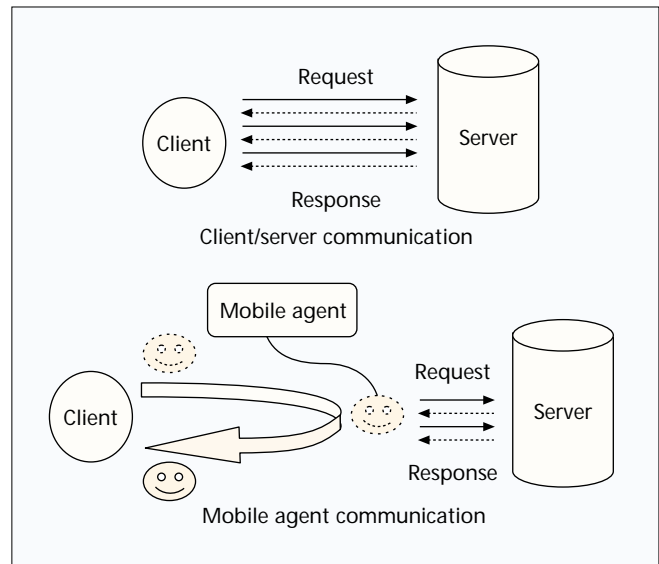 Request
Client
Server
Response
Client/server communication
Mobile agent
Request
Client
Server
Response
Mobile agent communication